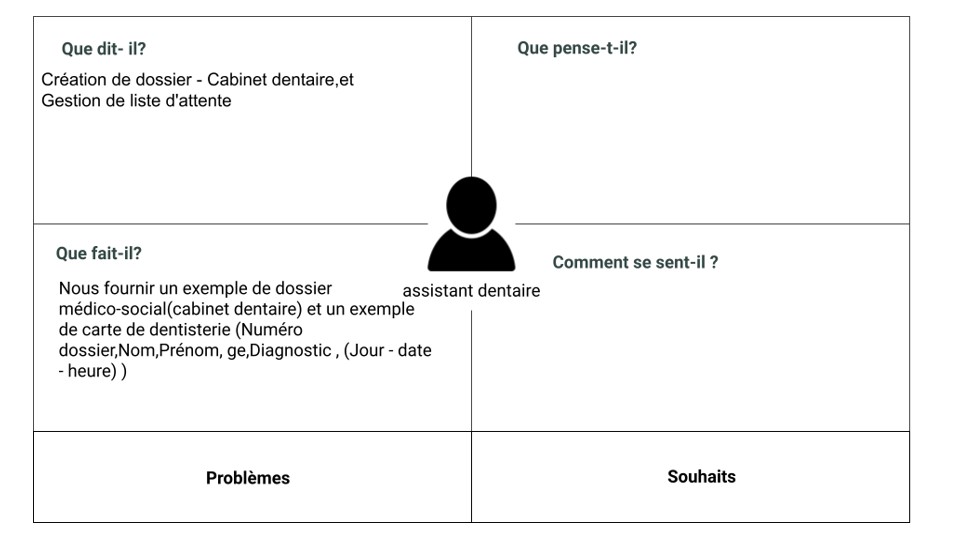 Que dit- il?
Création de dossier - Cabinet dentaire,et
Gestion de liste d'attente
Que pense-t-il?
Que fait-il?
Nous fournir un exemple de dossier
médico-social(cabinet dentaire) et un exemple
de carte de dentisterie (Numéro
dossier,Nom,Prénom, ge,Diagnostic , (Jour - date
- heure) )
assistant dentaire
Comment se sent-il ?
Problèmes
Souhaits